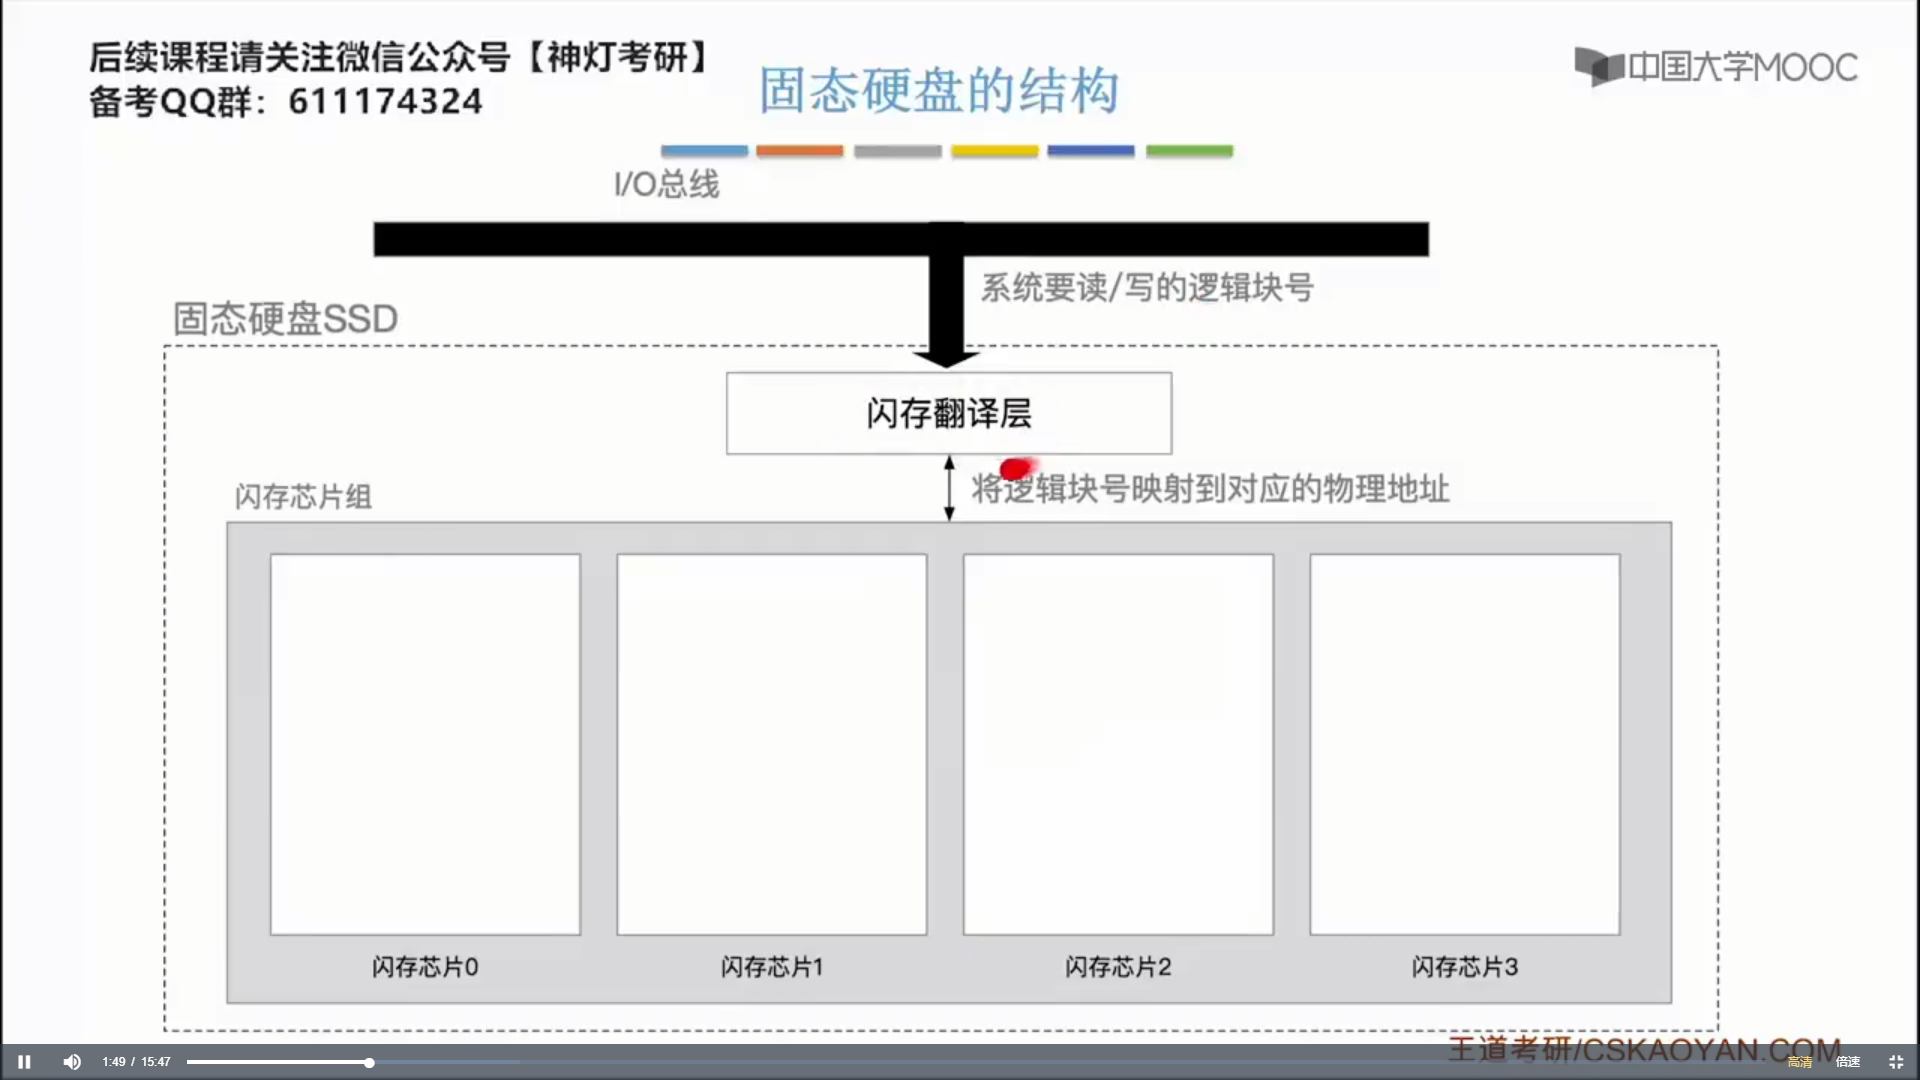 后续课程请关注微信公众号【神灯考研】
备考QQ群：611174324
固态硬盘的结构
中国大学MOOC
I/O总线
系统要读/写的逻辑块号
固态硬盘SSD
闪存翻译层
将逻辑块号映射到对应的物理地址
闪存芯片组
闪存芯片0
闪存芯片1
闪存芯片2
闪存芯片3
王道考研/CSKAOYAN.COM
1:49 / 15:47
高清
倍速